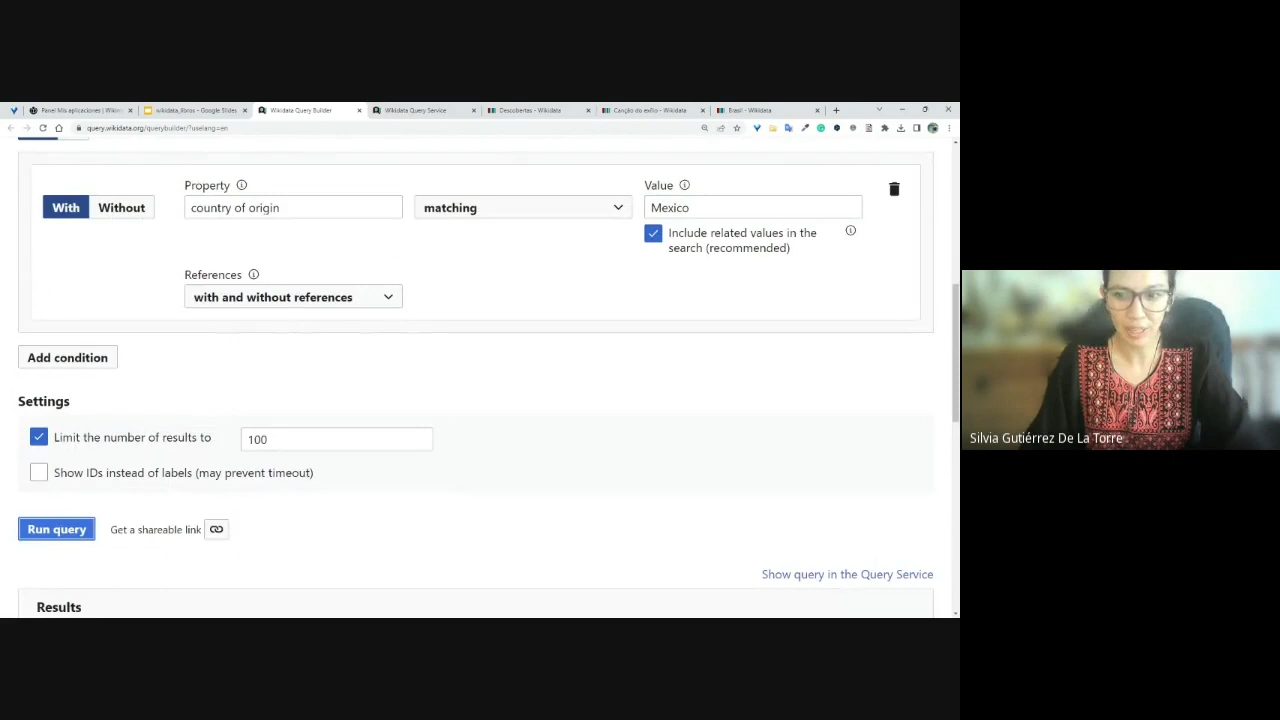 Panel Mis aplicaciones | Wikim
wikidata_libros - Google Slides
Wikidata Query Builder
Wikidata Query Service
Descobertas - Wikidata
Canção do exílio - Wikidata
Brasil - Wikidata
query.wikidata.org/querybuilder/?uselang=en
Property
Value
With
Without
country of origin
matching
Mexico
Include related values in the
search (recommended)
References
with and without references
Add condition
Settings
Limit the number of results to
100
Show IDs instead of labels (may prevent timeout)
Run query
Get a shareable link
Show query in the Query Service
Results
Silvia Gutiérrez De La Torre